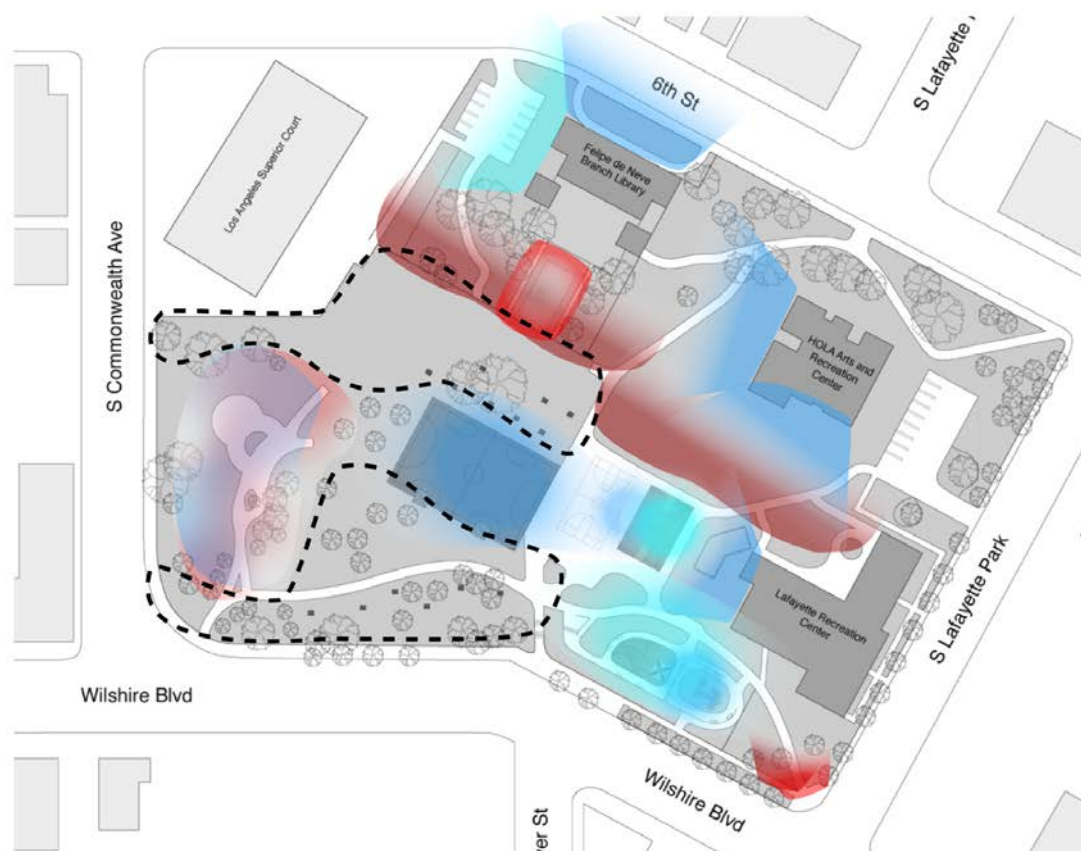 6th St
S Lafayette
Los Angeles Superior Court
Felipe de Neve
Branch Library
S Commonwealth Ave
HOLA Arts and
Recreation
Center
S Lafayette Park
Lafayette Recreation
Center
Wilshire Blvd
Wilshire Blvd
St